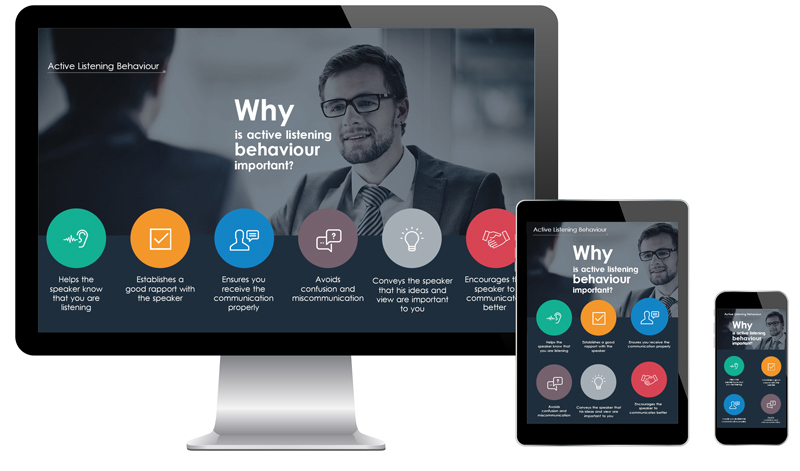 Active Listening Behaviour
Why
is active listening
behaviour
important?
Helps the
speaker know
that you are
listening
Establishes a
good rapport with
the speaker
Ensures you
receive the
communication
properly
Avoids
confusion and
miscommunication
Conveys the speaker
that his ideas and
view are important
to you
Encourages
speaker to
communicate
better
Active Listening Behaviour
Why
is active listening
behaviour
important?
Helps the
speaker know that
you are listening
Establishes a good
rapport with the
speaker
Ensures you receive the
communication properly
Avoids
confusion and
miscommunication
Conveys the speaker that
his ideas and view are
important to you
Encourages the
speaker to
communicates better
Active Listening Behaviour
Why
is active listening
behaviour
important?